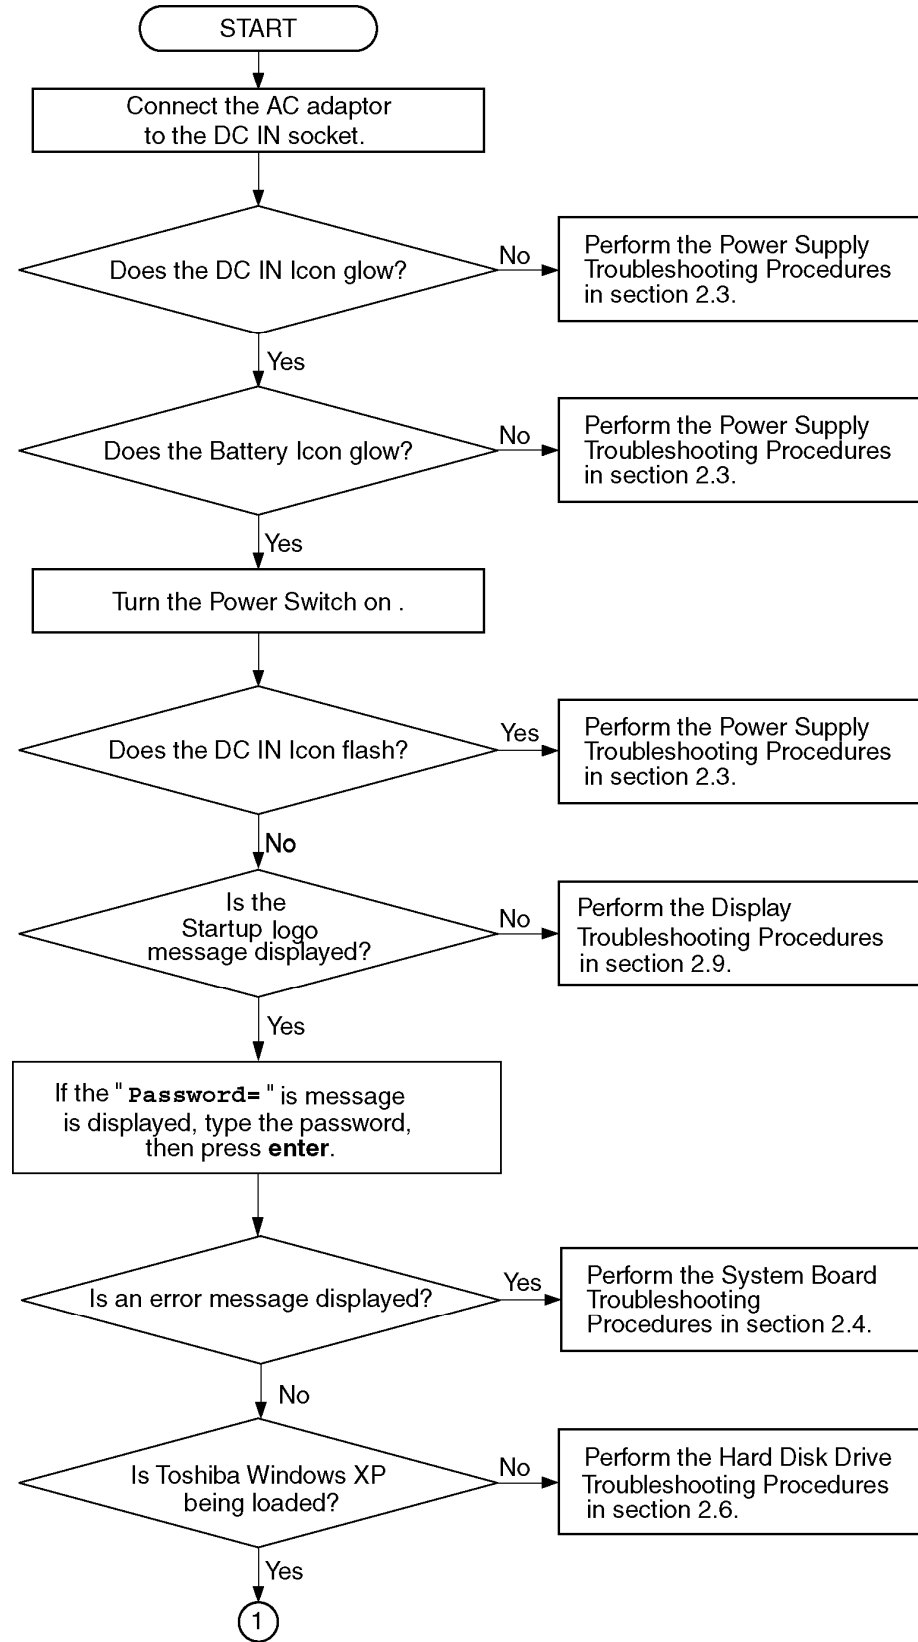 START
Connect the AC adaptor
to the DC IN socket.
Does the DC IN Icon glow?
No
Perform the Power Supply
Troubleshooting Procedures
in section 2.3.
Yes
Does the Battery Icon glow?
No
Perform the Power Supply
Troubleshooting Procedures
in section 2.3.
Yes
Turn the Power Switch on .
Does the DC IN Icon flash?
Yes
Perform the Power Supply
Troubleshooting Procedures
in section 2.3.
No
Is the
Startup logo
message displayed?
No
Perform the Display
Troubleshooting Procedures
in section 2.9.
Yes
If the " Password= " is message
is displayed, type the password,
then press enter.
Is an error message displayed?
Yes
Perform the System Board
Troubleshooting
Procedures in section 2.4.
No
Is Toshiba Windows XP
being loaded?
No
Perform the Hard Disk Drive
Troubleshooting Procedures
in section 2.6.
Yes
1